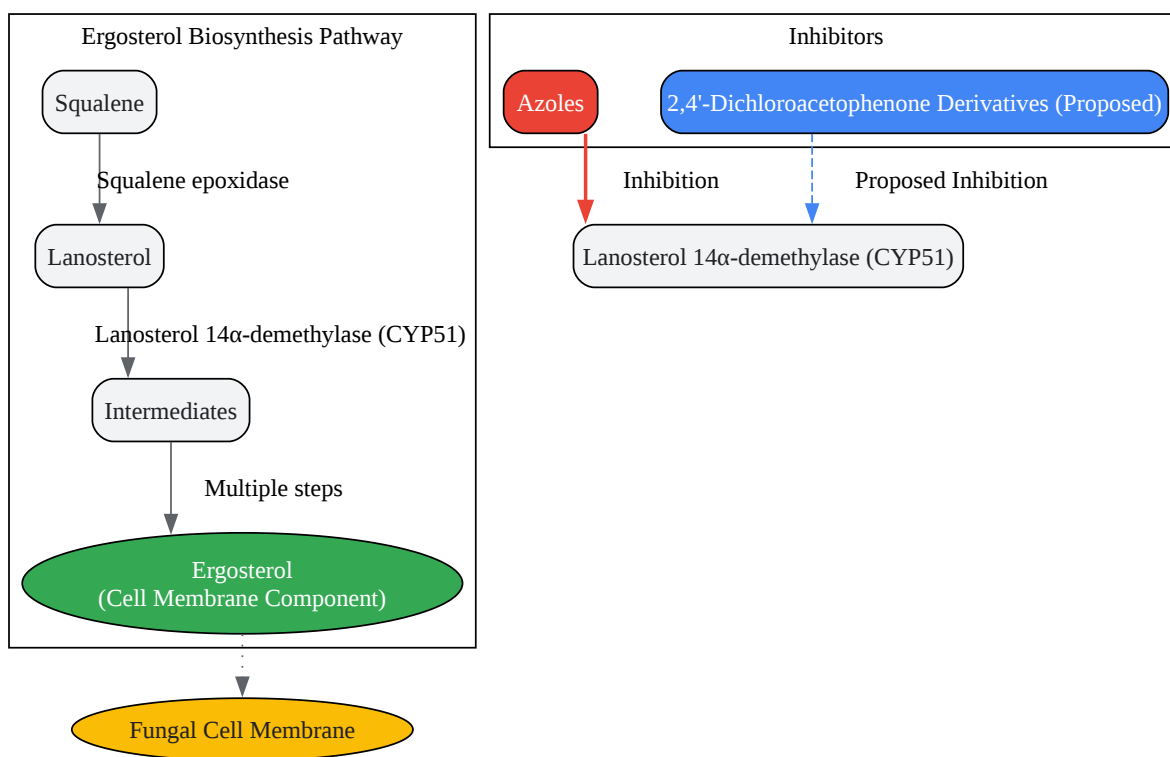 Ergosterol Biosynthesis Pathway
Squalene
Squalene epoxidase
Lanosterol
Lanosterol 14α-demethylase (CYP51)
Intermediates
Multiple steps
Ergosterol
(Cell Membrane Component)
Fungal Cell Membrane
Inhibitors
Azoles
2,4'-Dichloroacetophenone Derivatives (Proposed)
Inhibition
Proposed Inhibition
Lanosterol 14α-demethylase (CYP51)